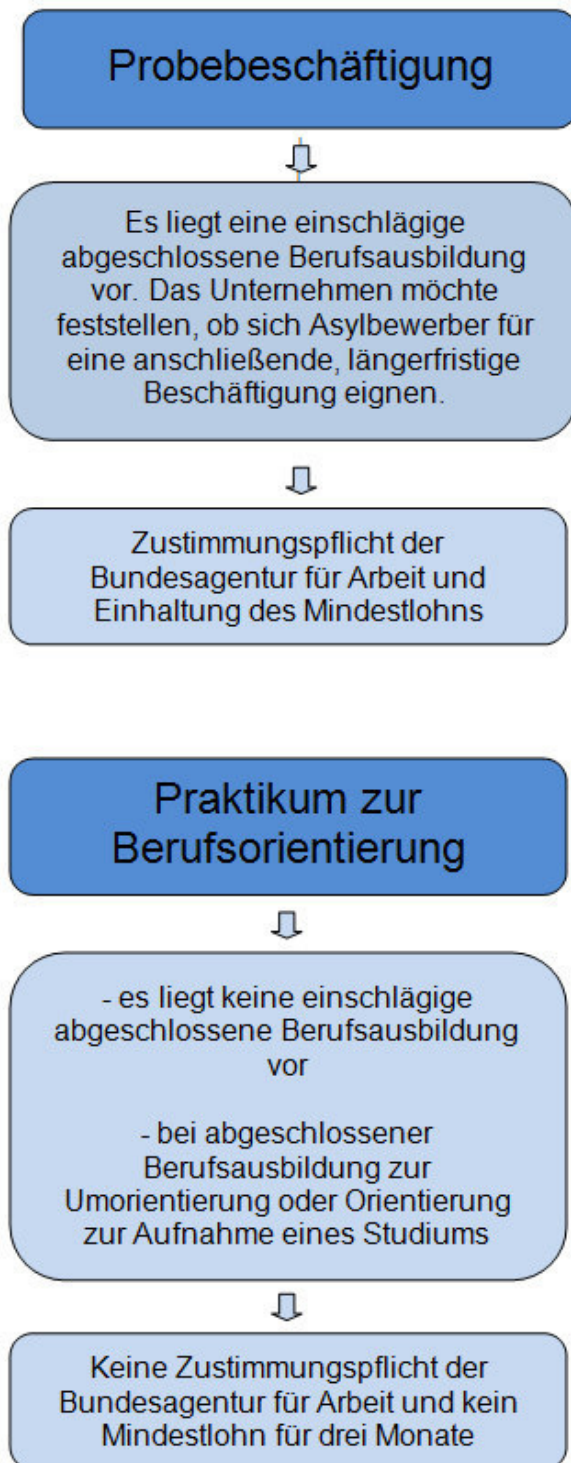 Probebeschäftigung
Es liegt eine einschlägige
abgeschlossene Berufsausbildung
vor. Das Unternehmen möchte
feststellen, ob sich Asylbewerber für
eine anschließende, längerfristige
Beschäftigung eignen.
Zustimmungspflicht der
Bundesagentur für Arbeit und
Einhaltung des Mindestlohns
Praktikum zur
Berufsorientierung
- es liegt keine einschlägige
abgeschlossene Berufsausbildung
vor
- bei abgeschlossener
Berufsausbildung zur
Umorientierung oder Orientierung
zur Aufnahme eines Studiums
Keine Zustimmungspflicht der
Bundesagentur für Arbeit und kein
Mindestlohn für drei Monate